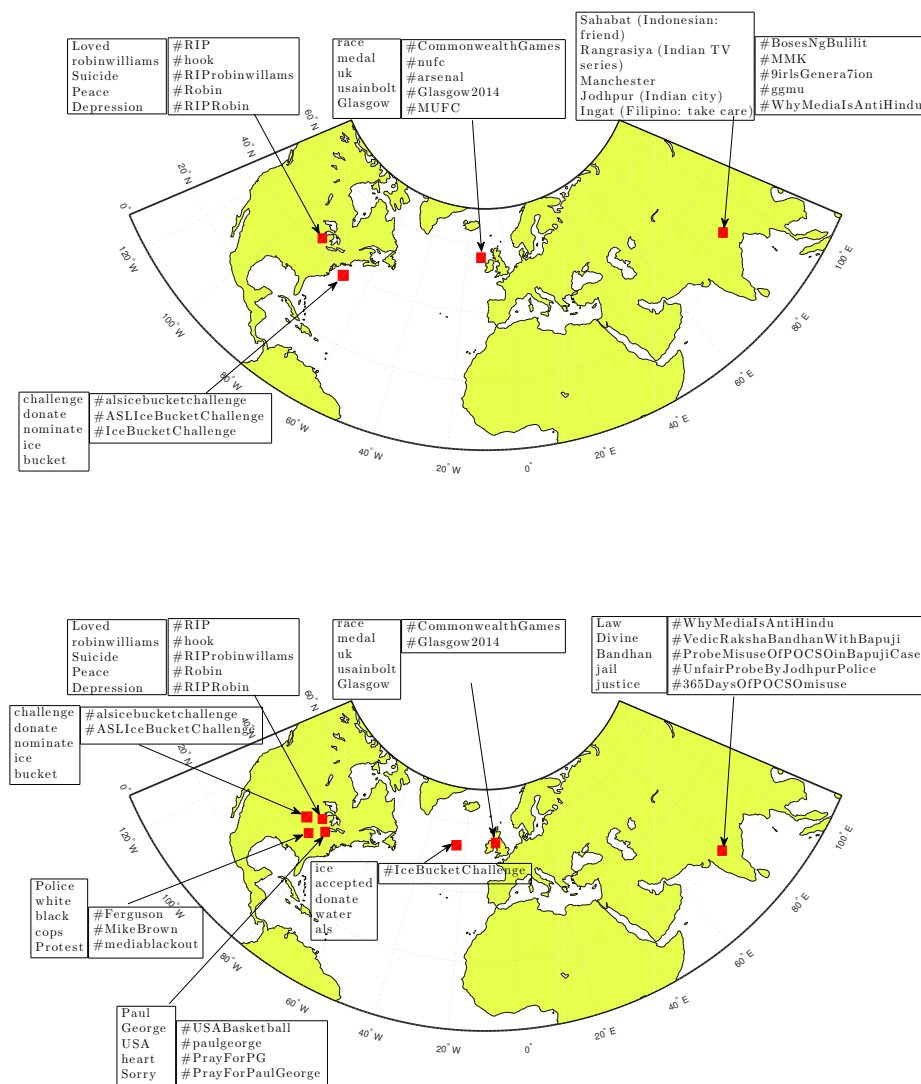 Loved
robinwilliams
Suicide
Peace
Depression
#RIP
#hook
#RIProbinwillams
#Robin
#RIPRobin
race
medal
uk
usainbolt
Glasgow
#CommonwealthGames
#nufc
#arsenal
#Glasgow2014
#MUFC
Sahabat (Indonesian:
friend)
Rangrasiya (Indian TV
series)
Manchester
Jodhpur (Indian city)
Ingat (Filipino: take care)
#BosesNgBulilit
#MMK
#9irlsGenera7ion
#ggmu
#WhyMediaIsAntiHindu
60° N
40° N
20° N
0°
120° W
100° W
80° W
60° W
40° W
20° W
0°
20° E
40° E
60° E
80° E
100° E
challenge
donate
nominate
ice
bucket
#alsicebucketchallenge
#ASLIceBucketChallenge
#IceBucketChallenge
Loved
robinwilliams
Suicide
Peace
Depression
#RIP
#hook
#RIProbinwillams
#Robin
#RIPRobin
race
medal
uk
usainbolt
Glasgow
#CommonwealthGames
#Glasgow2014
Law
Divine
Bandhan
jail
justice
#WhyMediaIsAntiHindu
#VedicRakshaBandhanWithBapuji
#ProbeMisuseOfPOCSOinBapujiCase
#UnfairProbeByJodhpurPolice
#365DaysOfPOCSOmisuse
challenge
donate
nominate
ice
bucket
#alsicebucketchallenge
#ASLIceBucketChallenge
60° N
40° N
20° N
0°
120° W
100° W
80° W
60° W
40° W
20° W
0°
20° E
40° E
60° E
80° E
100° E
ice
accepted
donate
water
als
#IceBucketChallenge
Police
white
black
cops
Protest
#Ferguson
#MikeBrown
#mediablackout
Paul
George
USA
heart
Sorry
#USABasketball
#paulgeorge
#PrayForPG
#PrayForPaulGeorge